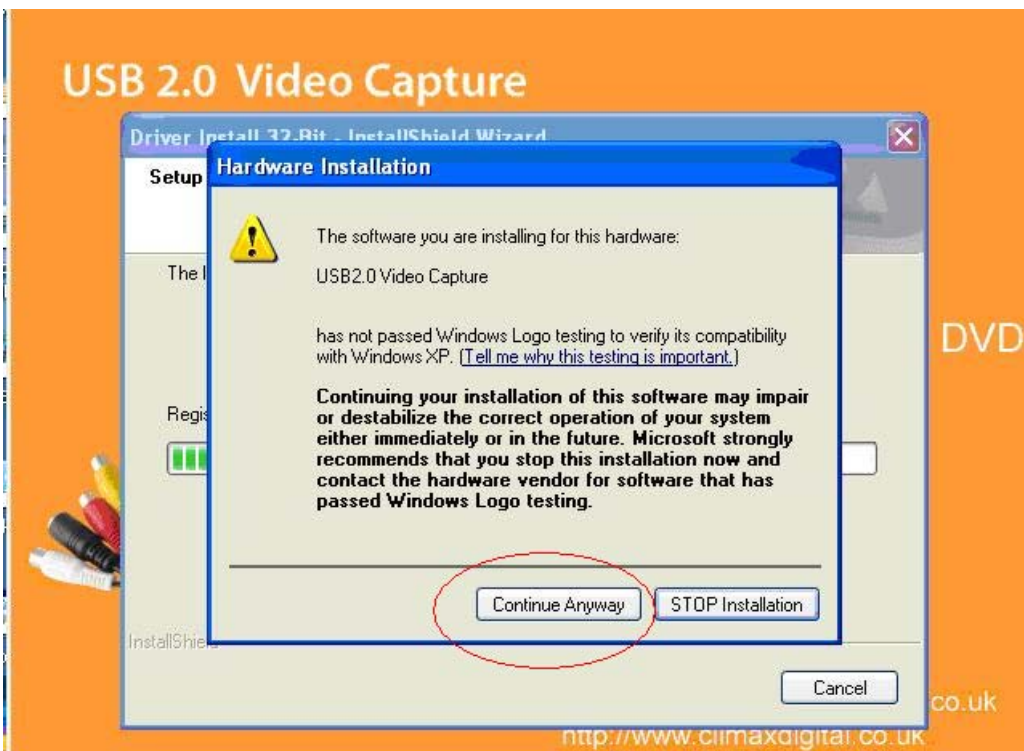 USB 2.0 Video Capture
Driver Install 32-Bit - InstallShield Wizard
Setup
Hardware Installation
The software you are installing for this hardware:
The
USB2.0 Video Capture
has not passed Windows Logo testing to verify its compatibility
with Windows XP. (Tell me why this testing is important.)
DVD
Continuing your installation of this software may impair
or destabilize the correct operation of your system
either immediately or in the future. Microsoft strongly
recommends that you stop this installation now and
contact the hardware vendor for software that has
passed Windows Logo testing.
Regis
Continue Anyway
STOP Installation
InstallShie
Cancel
co.uk
http://www.climaxdigital.co.uk